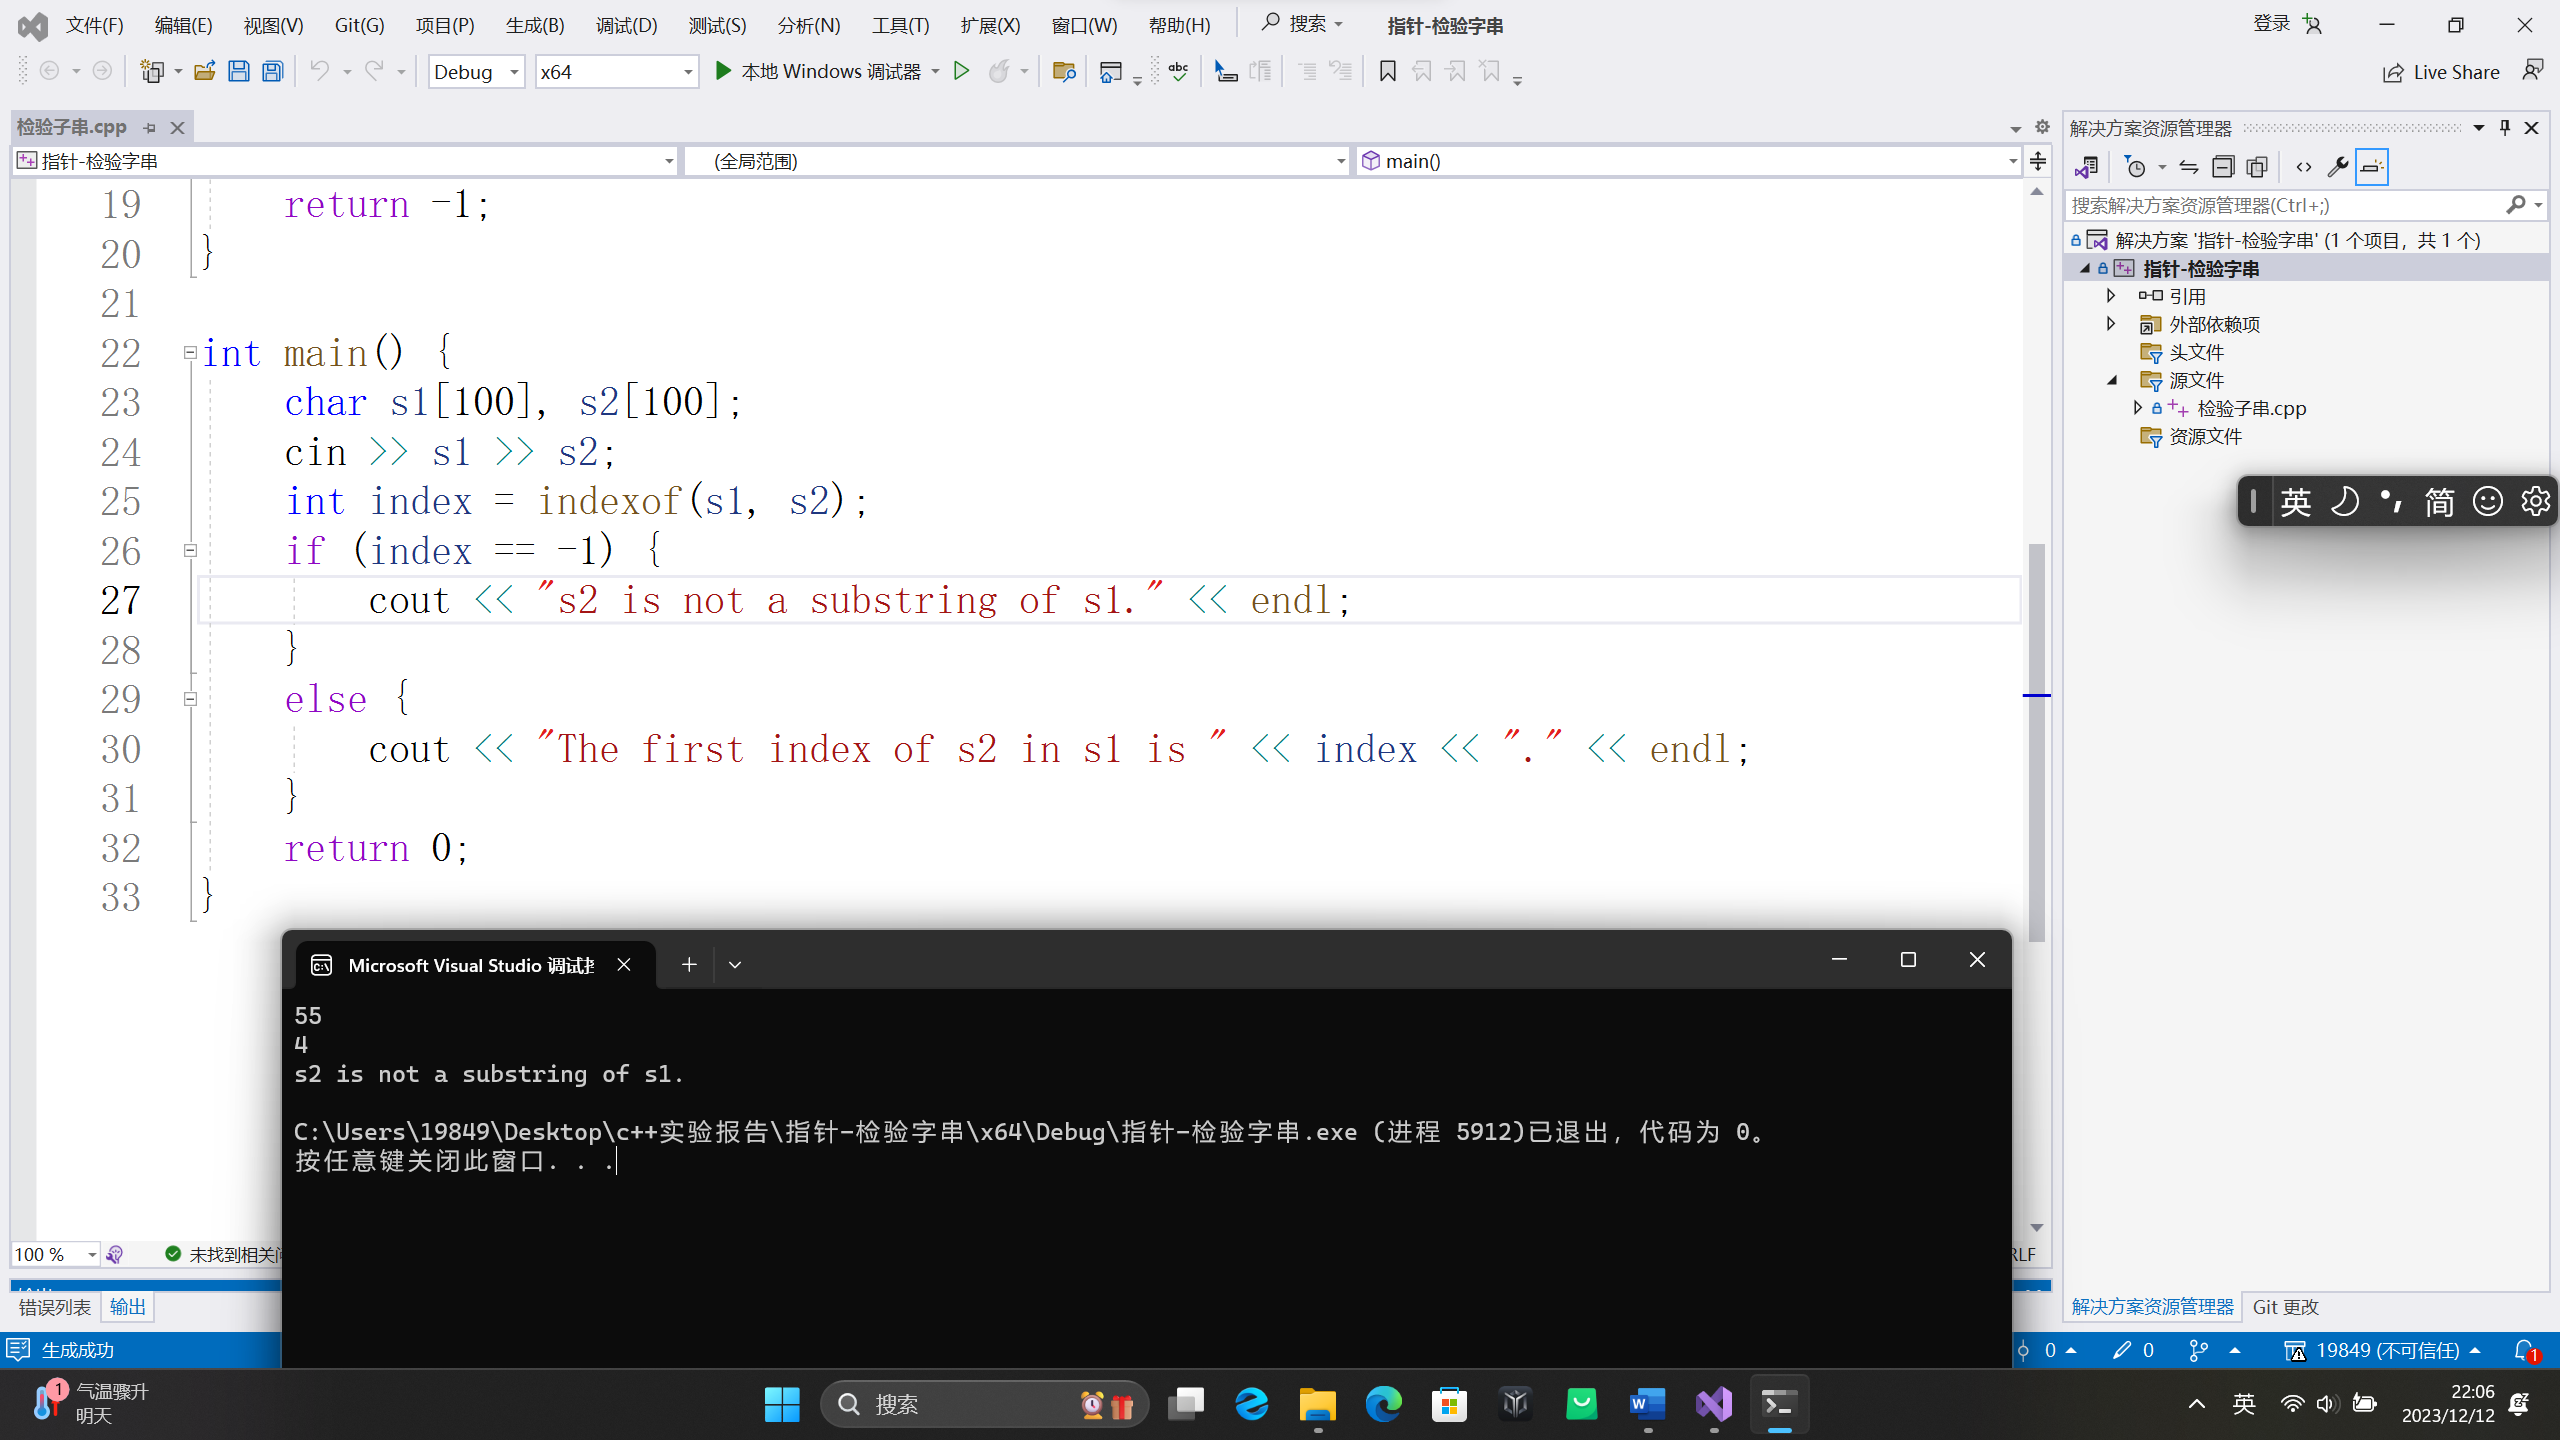 文件(F) 编辑(E) 视图(V) Git(G) 项目(P) 生成(B) 调试(D) 测试(S) 分析(N) 工具(T) 扩展(X) 窗口(W) 帮助(H) 搜索 指针-检验字串 登录
Debug x64 本地 Windows 调试器 Live Share
检验子串.cpp
指针-检验字串 (全局范围) main()
19 return -1;
20 }
21
22 int main() {
23 char s1[100], s2[100];
24 cin >> s1 >> s2;
25 int index = indexof(s1, s2);
26 if (index == -1) {
27 cout << "s2 is not a substring of s1." << endl;
28 }
29 else {
30 cout << "The first index of s2 in s1 is " << index << "." << endl;
31 }
32 return 0;
33 }
解决方案资源管理器
搜索解决方案资源管理器(Ctrl+;)
解决方案 '指针-检验字串' (1 个项目，共 1 个)
指针-检验字串
引用
外部依赖项
头文件
源文件
检验子串.cpp
资源文件
英 简
Microsoft Visual Studio 调试
55
4
s2 is not a substring of s1.
C:\Users\19849\Desktop\c++实验报告\指针-检验字串\x64\Debug\指针-检验字串.exe (进程 5912)已退出，代码为 0。
按任意键关闭此窗口. . .
100 % 未找到相关
错误列表 输出
解决方案资源管理器 Git 更改
生成成功 0 0 19849 (不可信任) 1
1 气温骤升
明天
搜索
英 22:06
2023/12/12